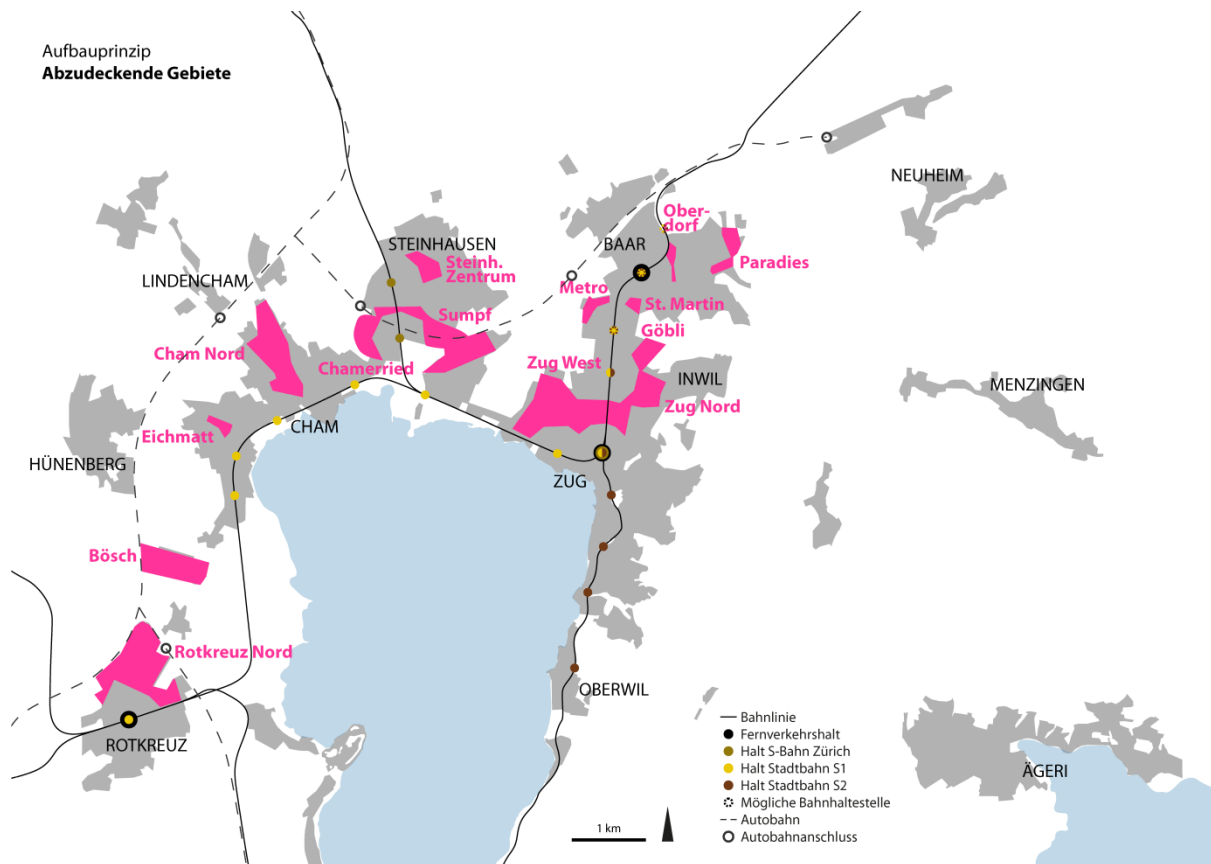 Aufbauprinzip
Abzudeckende Gebiete
NEUHEIM
Ober-
dorf
STEINHAUSEN
BAAR
Steinh.
Zentrum
Paradies
LINDENCHAM
Metro
St. Martin
Sumpf
Göbli
Cham Nord
Chamerried
Zug West
INWIL
MENZINGEN
Zug Nord
Eichmatt
CHAM
HÜNENBERG
ZUG
Bösch
Rotkreuz Nord
OBERWIL
ROTKREUZ
ÄGERI
Bahnlinie
Fernverkehrshalt
Halt S-Bahn Zürich
Halt Stadtbahn S1
Halt Stadtbahn S2
Mögliche Bahnhaltestelle
Autobahn
Autobahnanschluss
1 km